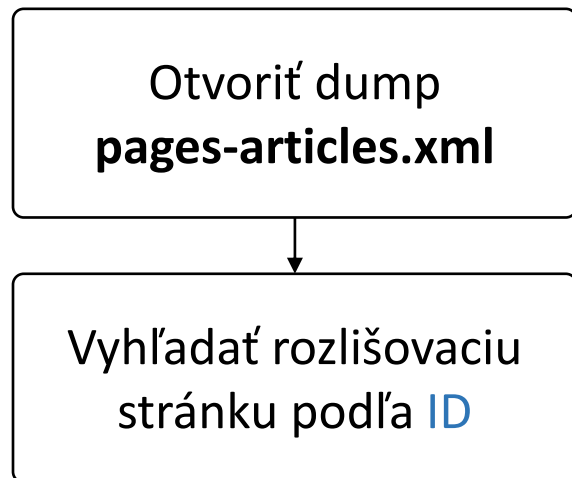 Otvoriť dump
pages-articles.xml
Vyhľadať rozlišovaciu
stránku podľa ID